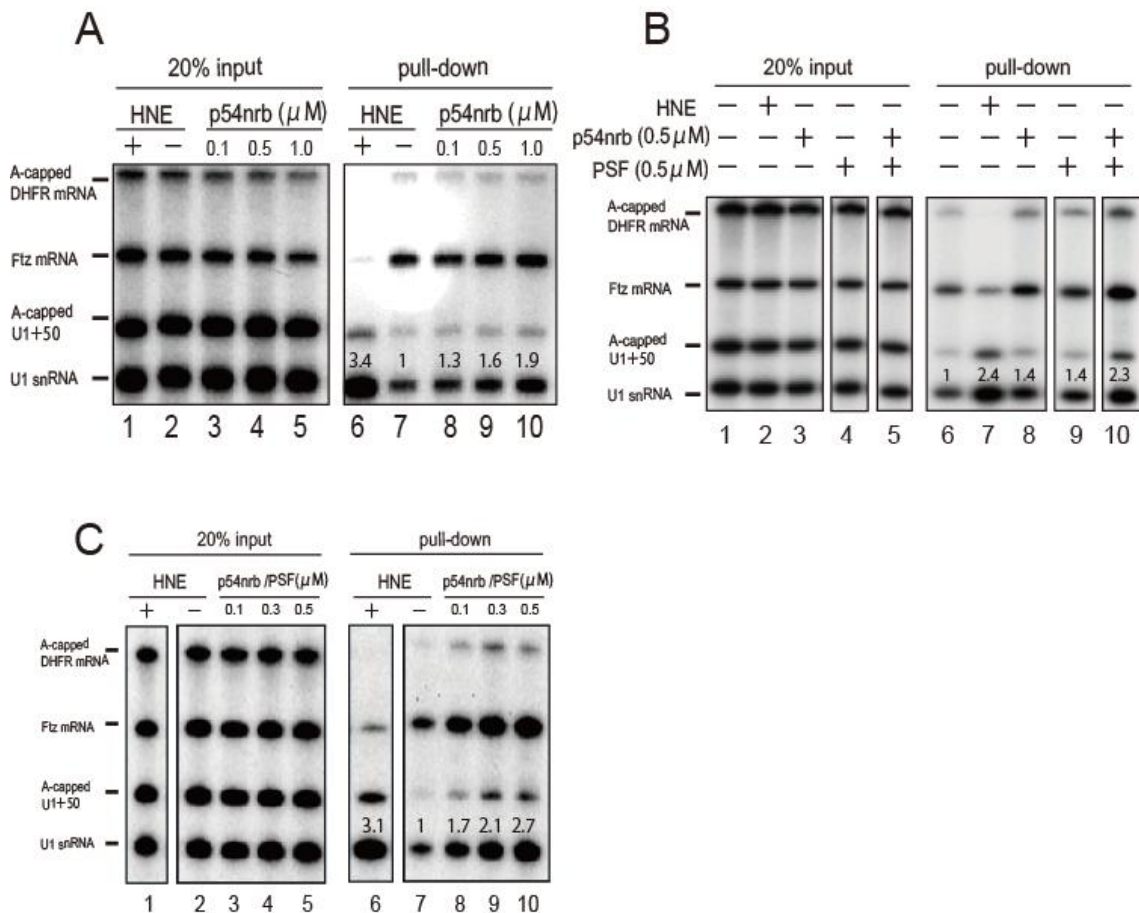 A
20% input
pull-down
HNE
p54nrb (μM)
HNE
p54nrb (μM)
+ − 0.1 0.5 1.0
+ − 0.1 0.5 1.0
A-capped
DHFR mRNA
Ftz mRNA
A-capped
U1+50
3.4 1 1.3 1.6 1.9
U1 snRNA
1 2 3 4 5 6 7 8 9 10
B
20% input
pull-down
HNE − + − − − − + − − −
p54nrb (0.5μM) − − + − + − − + − +
PSF (0.5μM) − − − + + − − − + +
A-capped
DHFR mRNA
Ftz mRNA
A-capped
U1+50
1 2.4 1.4 1.4 2.3
U1 snRNA
1 2 3 4 5 6 7 8 9 10
C
20% input
pull-down
HNE
p54nrb /PSF(μM)
HNE
p54nrb /PSF(μM)
+ − 0.1 0.3 0.5
+ − 0.1 0.3 0.5
A-capped
DHFR mRNA
Ftz mRNA
A-capped
U1+50
3.1 1 1.7 2.1 2.7
U1 snRNA
1 2 3 4 5 6 7 8 9 10